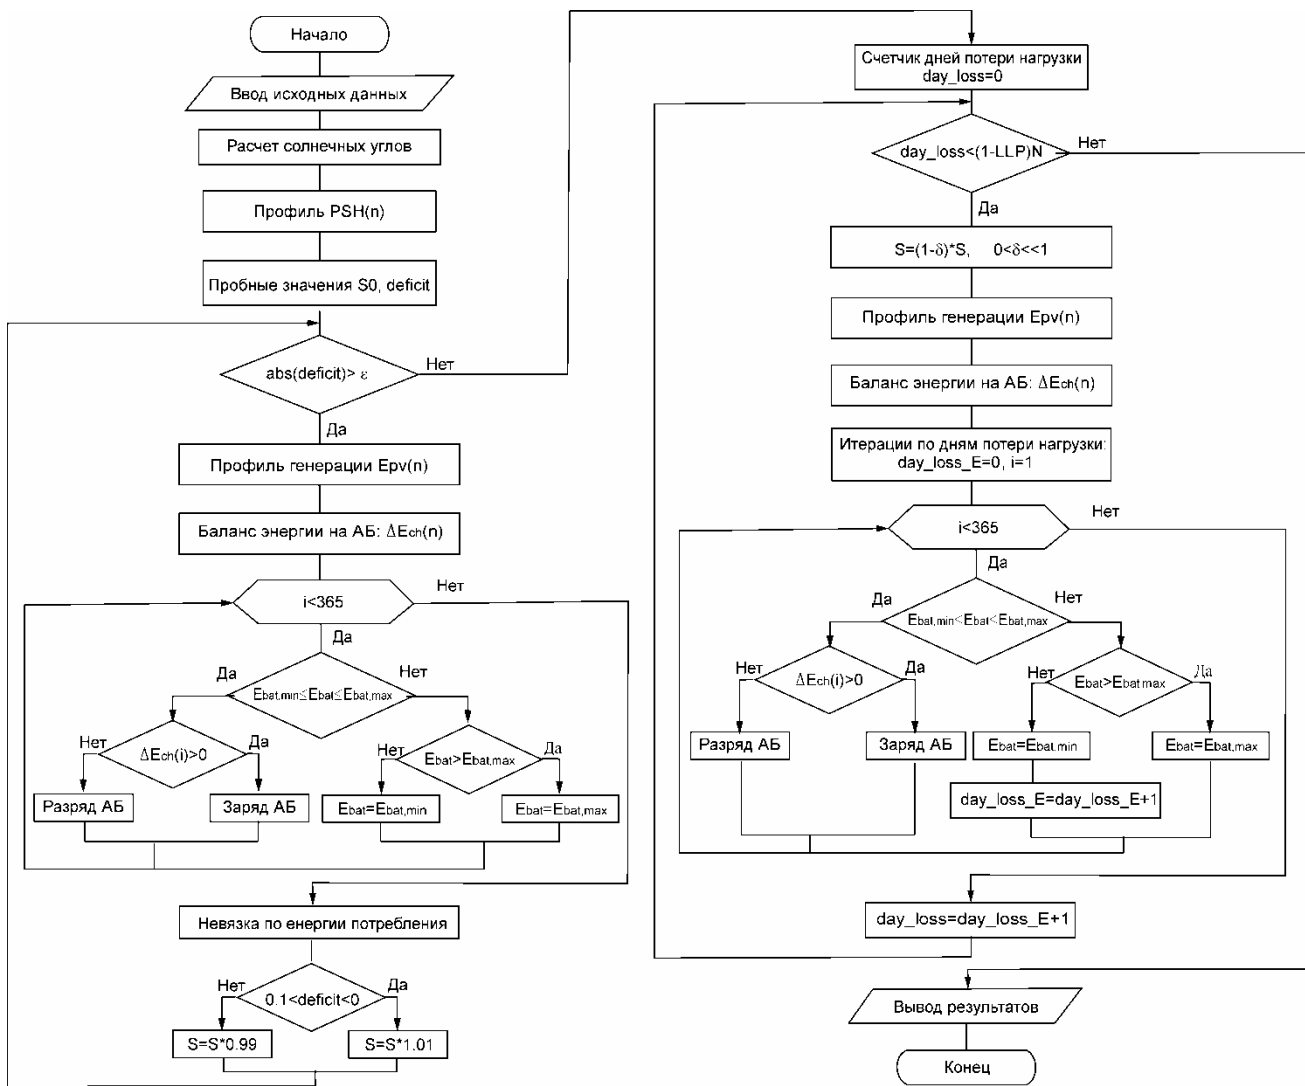 Начало
Ввод исходных данных
Расчет солнечных углов
Профиль PSH(n)
Пробные значения S0, deficit
abs(deficit)> ε
Нет
Да
Профиль генерации Epv(n)
Баланс энергии на АБ: ΔEch(n)
i<365
Нет
Да
Да
Нет
Ebat,min≤Ebat≤Ebat,max
Нет
ΔEch(i)>0
Да
Нет
Ebat>Ebat,max
Да
Разряд АБ
Заряд АБ
Ebat=Ebat,min
Ebat=Ebat,max
Невязка по енергии потребления
Нет
Да
0.1<deficit<0
S=S*0.99
S=S*1.01
Счетчик дней потери нагрузки
day_loss=0
day_loss<(1-LLP)N
Нет
Да
S=(1-δ)*S, 0<δ<<1
Профиль генерации Epv(n)
Баланс энергии на АБ: ΔEch(n)
Итерации по дням потери нагрузки:
day_loss_E=0, i=1
i<365
Нет
Да
Да
Нет
Ebat,min<Ebat<Ebat,max
Нет
ΔEch(i)>0
Да
Нет
Ebat>Ebat max
Да
Разряд АБ
Заряд АБ
Ebat=Ebat.min
Ebat=Ebat,max
day_loss_E=day_loss_E+1
day_loss=day_loss_E+1
Вывод результатов
Конец